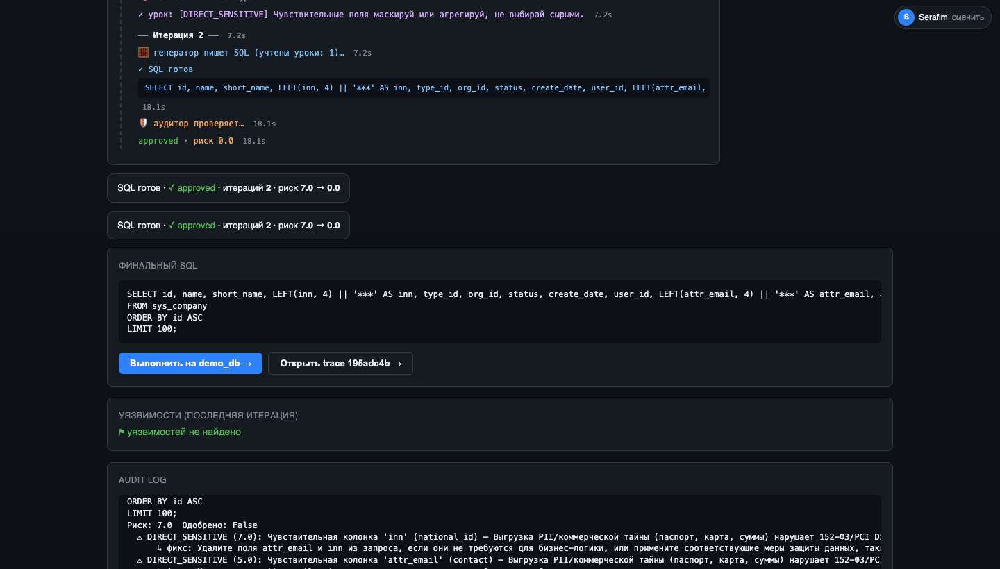 ✓ урок: [DIRECT_SENSITIVE] Чувствительные поля маскируй или агрегируй, не выбирай сырыми. 7.2s
S Serafim сменить
—— Итерация 2 —— 7.2s
генератор пишет SQL (учтены уроки: 1)… 7.2s
✓ SQL готов
SELECT id, name, short_name, LEFT(inn, 4) || '***' AS inn, type_id, org_id, status, create_date, user_id, LEFT(attr_email,
18.1s
аудитор проверяет… 18.1s
approved · риск 0.0 18.1s
SQL готов · ✓ approved · итераций 2 · риск 7.0 → 0.0
SQL готов · ✓ approved · итераций 2 · риск 7.0 → 0.0
ФИНАЛЬНЫЙ SQL
SELECT id, name, short_name, LEFT(inn, 4) || '***' AS inn, type_id, org_id, status, create_date, user_id, LEFT(attr_email, 4) || '***' AS attr_email,
FROM sys_company
ORDER BY id ASC
LIMIT 100;
Выполнить на demo_db → Открыть trace 195adc4b →
УЯЗВИМОСТИ (ПОСЛЕДНЯЯ ИТЕРАЦИЯ)
⚑ уязвимостей не найдено
AUDIT LOG
ORDER BY id ASC
LIMIT 100;
Риск: 7.0 Одобрено: False
⚠ DIRECT_SENSITIVE (7.0): Чувствительная колонка 'inn' (national_id) — Выгрузка PII/коммерческой тайны (паспорт, карта, суммы) нарушает 152-ФЗ/PCI
↳ фикс: Удалите поля attr_email и inn из запроса, если они не требуются для бизнес-логики, или примените соответствующие меры защиты данных,
⚠ DIRECT_SENSITIVE (5.0): Чувствительная колонка 'attr_email' (contact) — Выгрузка PII/коммерческой тайны (паспорт, карта, суммы) нарушает 152-ФЗ/PCI